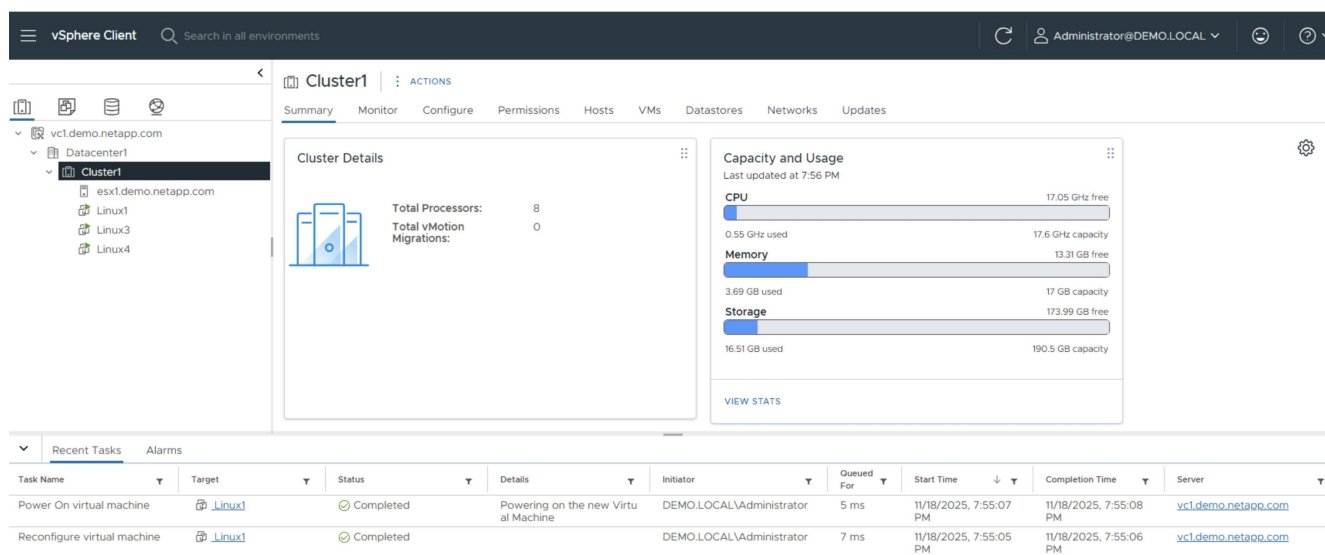 vSphere Client
Search in all environments
Administrator@DEMO.LOCAL
Cluster1
ACTIONS
Summary Monitor Configure Permissions Hosts VMs Datastores Networks Updates
vc1.demo.netapp.com
Datacenter1
Cluster1
esx1.demo.netapp.com
Linux1
Linux3
Linux4
Cluster Details
Total Processors: 8
Total vMotion Migrations: 0
Capacity and Usage
Last updated at 7:56 PM
CPU 17.05 GHz free
0.55 GHz used 17.6 GHz capacity
Memory 13.31 GB free
3.69 GB used 17 GB capacity
Storage 173.99 GB free
16.51 GB used 190.5 GB capacity
VIEW STATS
Recent Tasks Alarms
Task Name Target Status Details Initiator Queued For Start Time Completion Time Server
Power On virtual machine Linux1 Completed Powering on the new Virtu al Machine DEMO.LOCAL\Administrator 5 ms 11/18/2025, 7:55:07 PM 11/18/2025, 7:55:08 PM vc1.demo.netapp.com
Reconfigure virtual machine Linux1 Completed DEMO.LOCAL\Administrator 7 ms 11/18/2025, 7:55:05 PM 11/18/2025, 7:55:06 PM vc1.demo.netapp.com